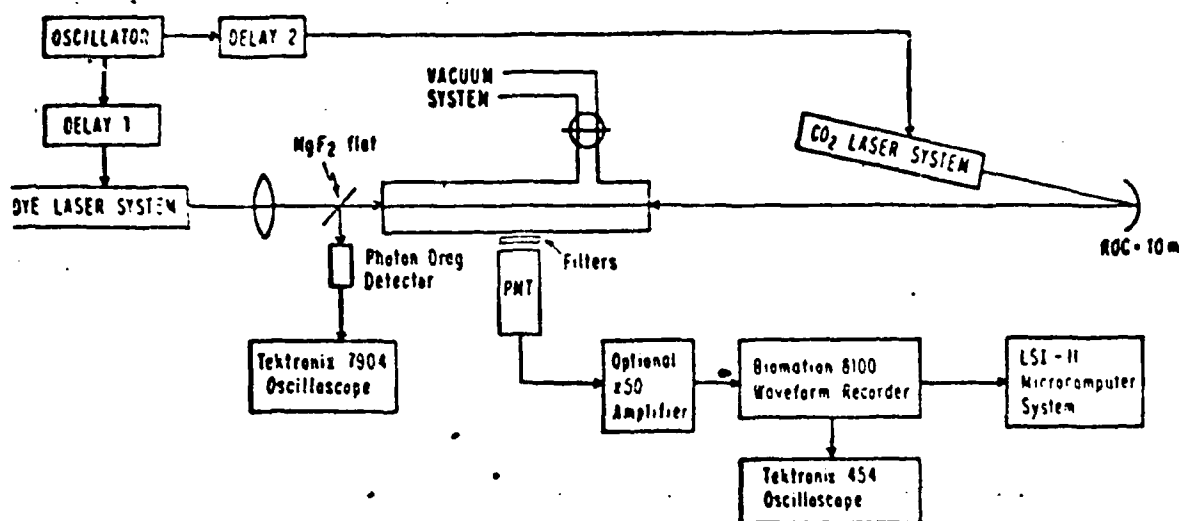 OSCILLATOR
DELAY 2
DELAY 1
VACUUM
SYSTEM
MgF2 flat
CO2 LASER SYSTEM
DYE LASER SYSTEM
Photon Drag
Detector
Filters
PMT
ROC = 10 m
Tektronix 7904
Oscilloscope
Optional
x50
Amplifier
Biomation 8100
Waveform Recorder
LSI-11
Microcomputer
System
Tektronix 454
Oscilloscope